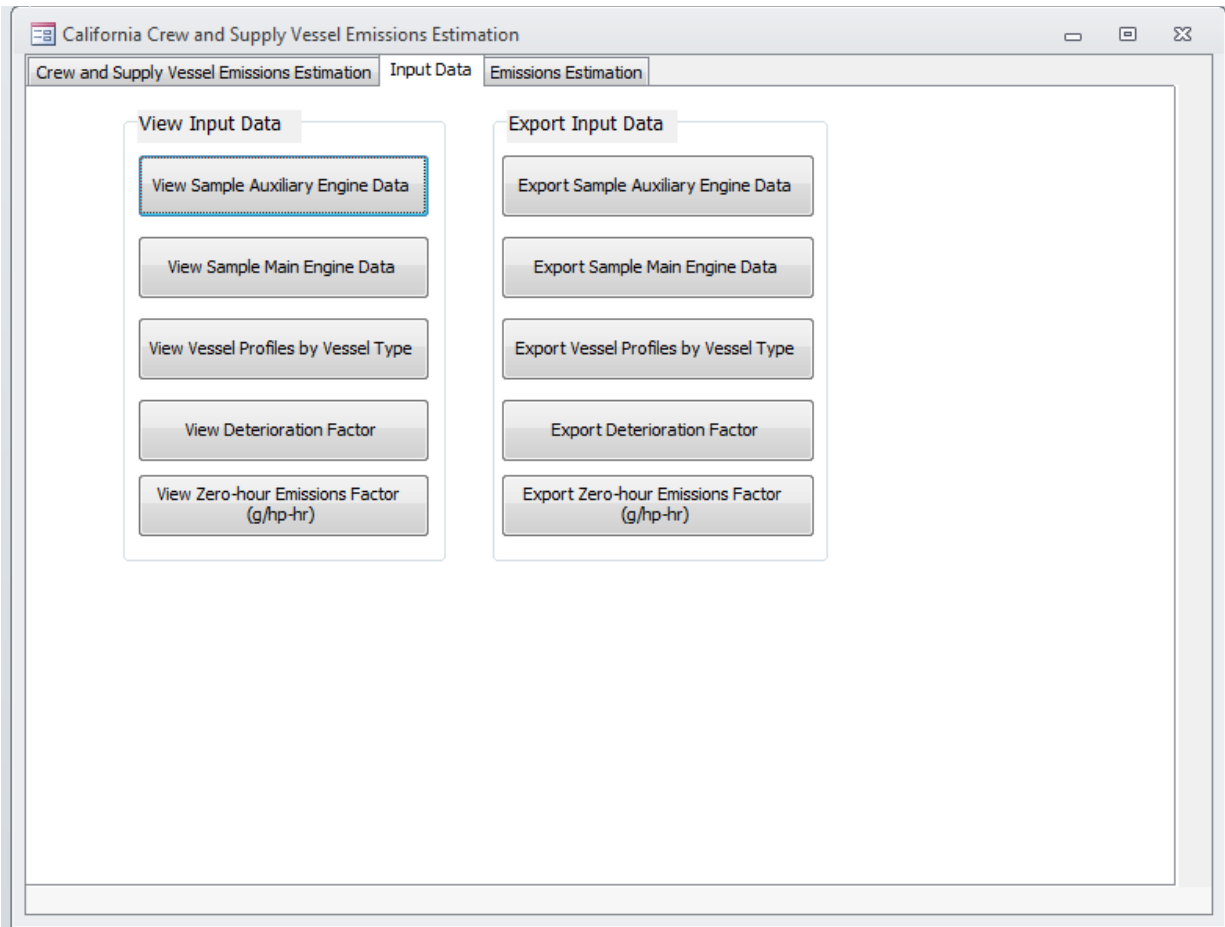 California Crew and Supply Vessel Emissions Estimation
Crew and Supply Vessel Emissions Estimation
Input Data
Emissions Estimation
View Input Data
View Sample Auxiliary Engine Data
View Sample Main Engine Data
View Vessel Profiles by Vessel Type
View Deterioration Factor
View Zero-hour Emissions Factor
(g/hp-hr)
Export Input Data
Export Sample Auxiliary Engine Data
Export Sample Main Engine Data
Export Vessel Profiles by Vessel Type
Export Deterioration Factor
Export Zero-hour Emissions Factor
(g/hp-hr)